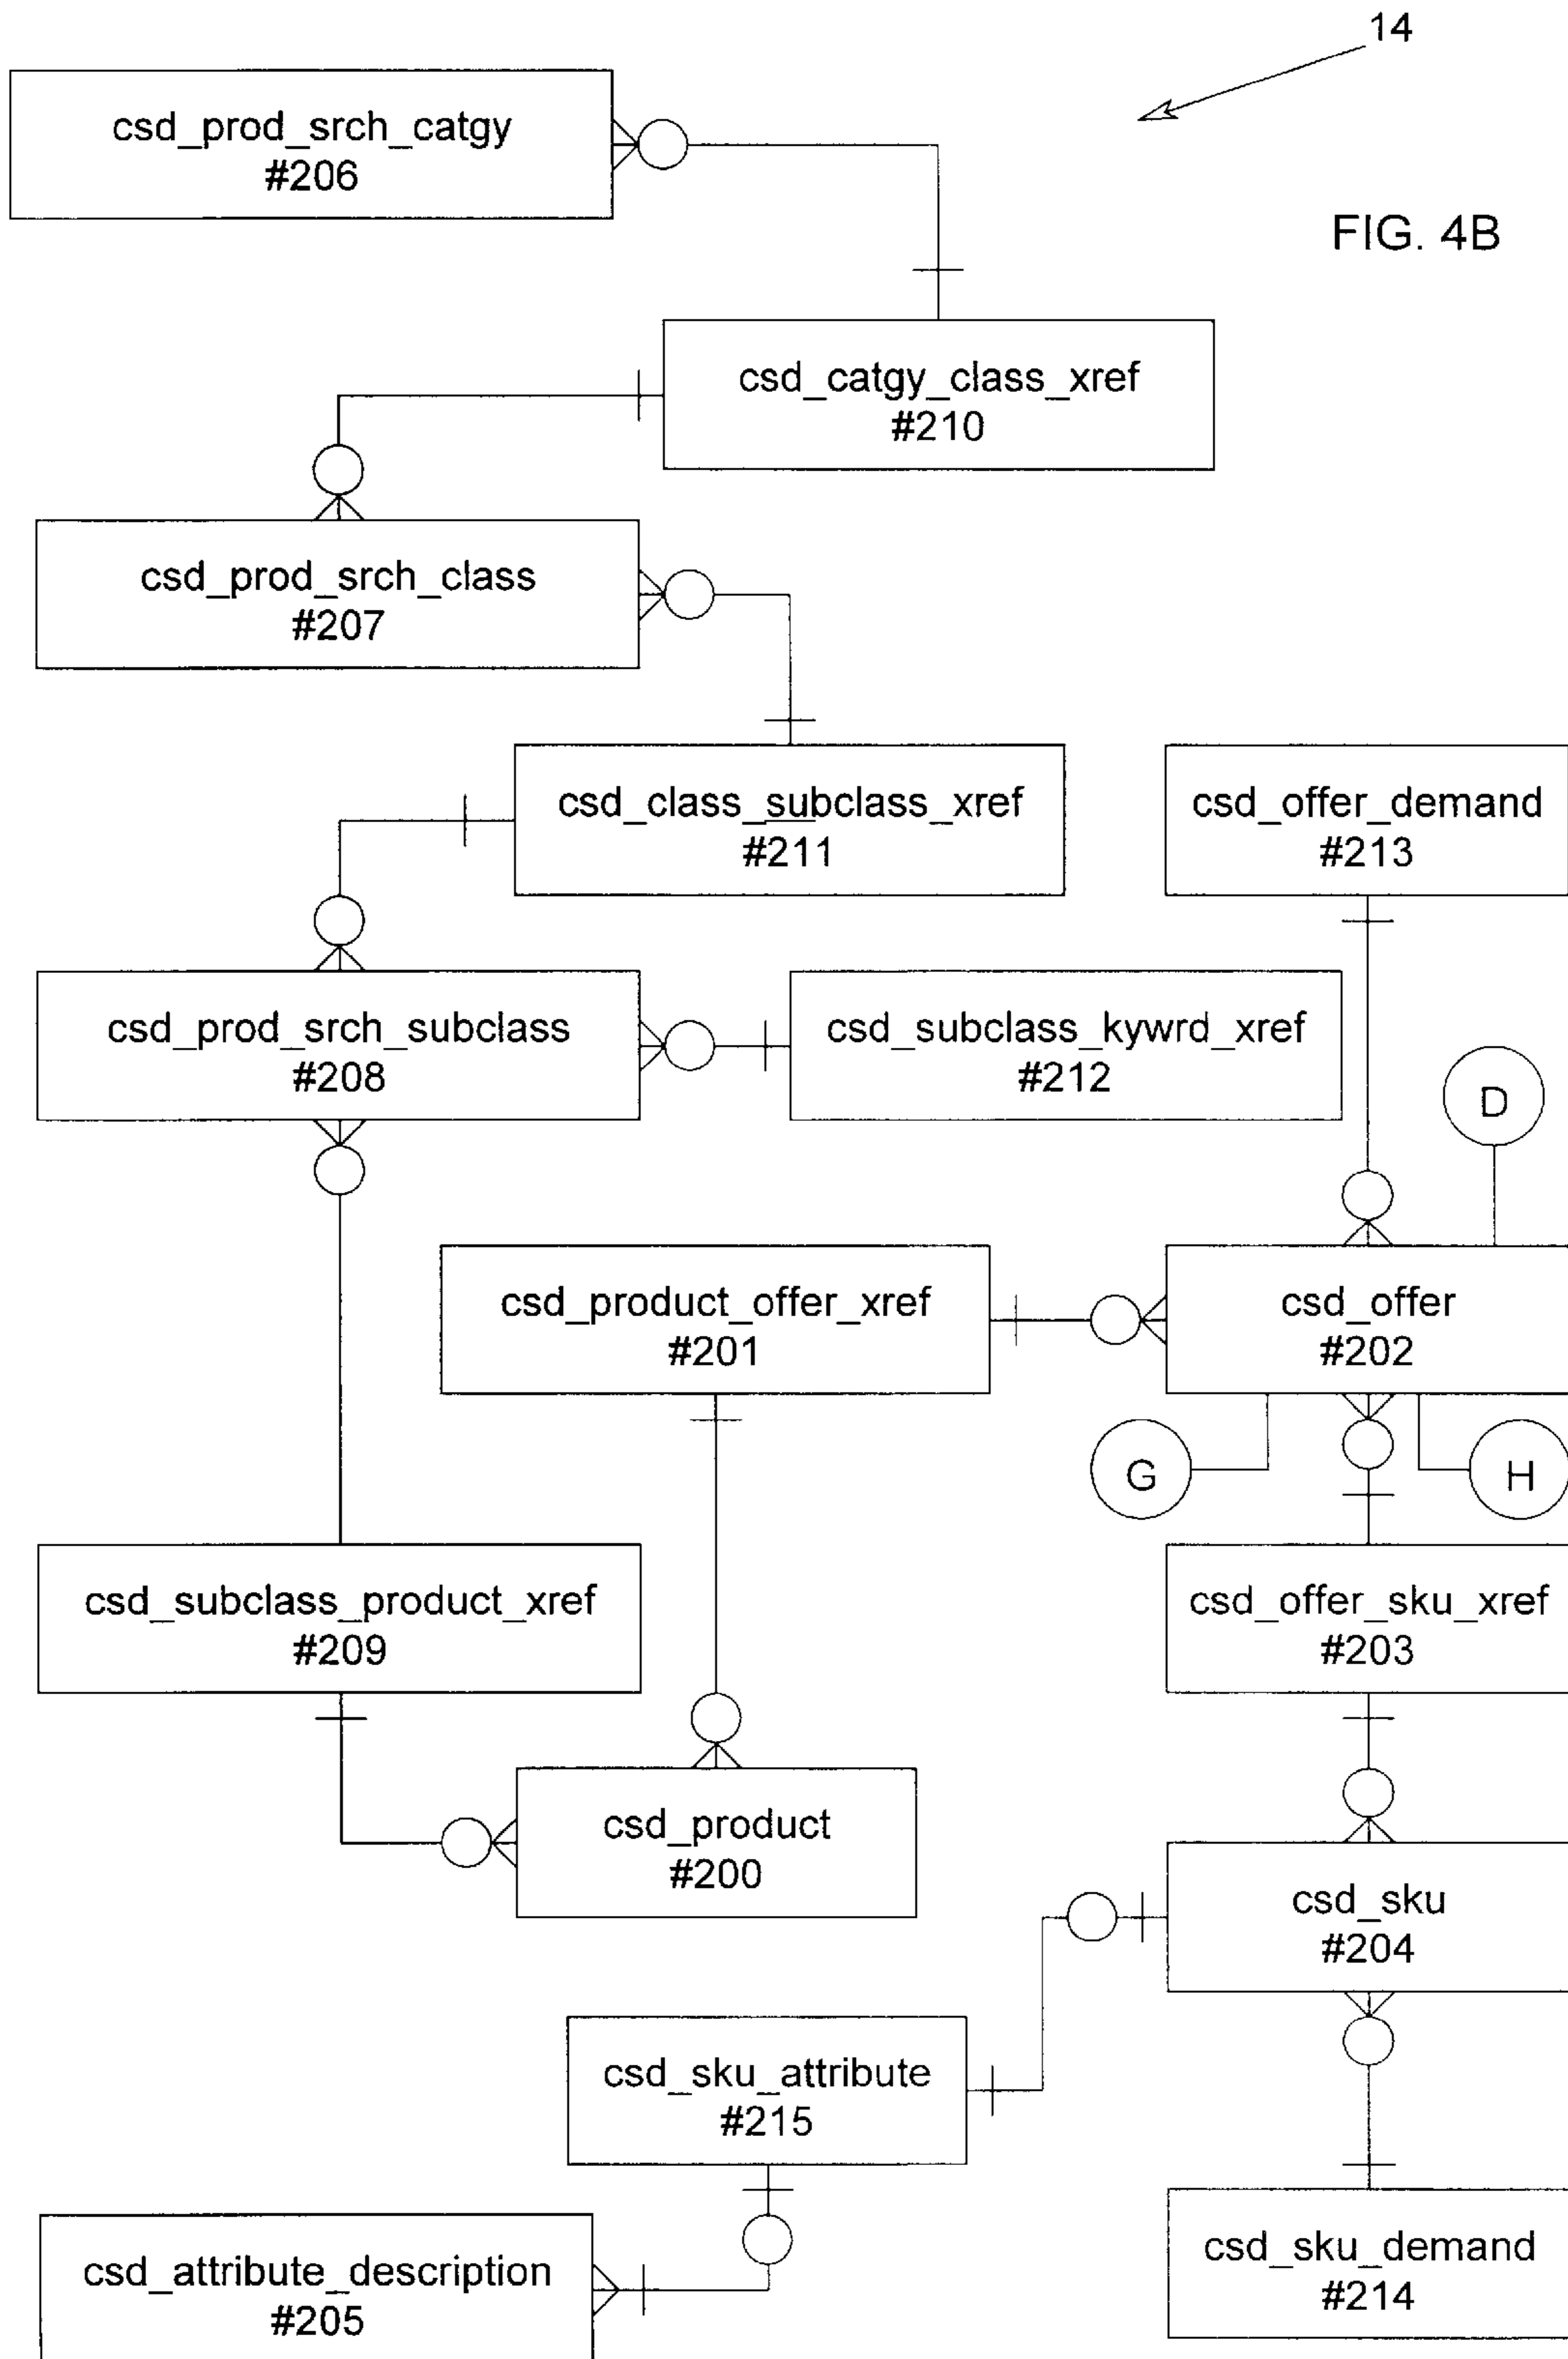 14
csd_prod_srch_catgy
#206
FIG. 4B
csd_catgy_class_xref
#210
csd_prod_srch_class
#207
csd_class_subclass_xref
#211
csd_offer_demand
#213
csd_prod_srch_subclass
#208
csd_subclass_kywrd_xref
#212
D
csd_product_offer_xref
#201
csd_offer
#202
G
H
csd_subclass_product_xref
#209
csd_offer_sku_xref
#203
csd_product
#200
csd_sku
#204
csd_sku_attribute
#215
csd_attribute_description
#205
csd_sku_demand
#214